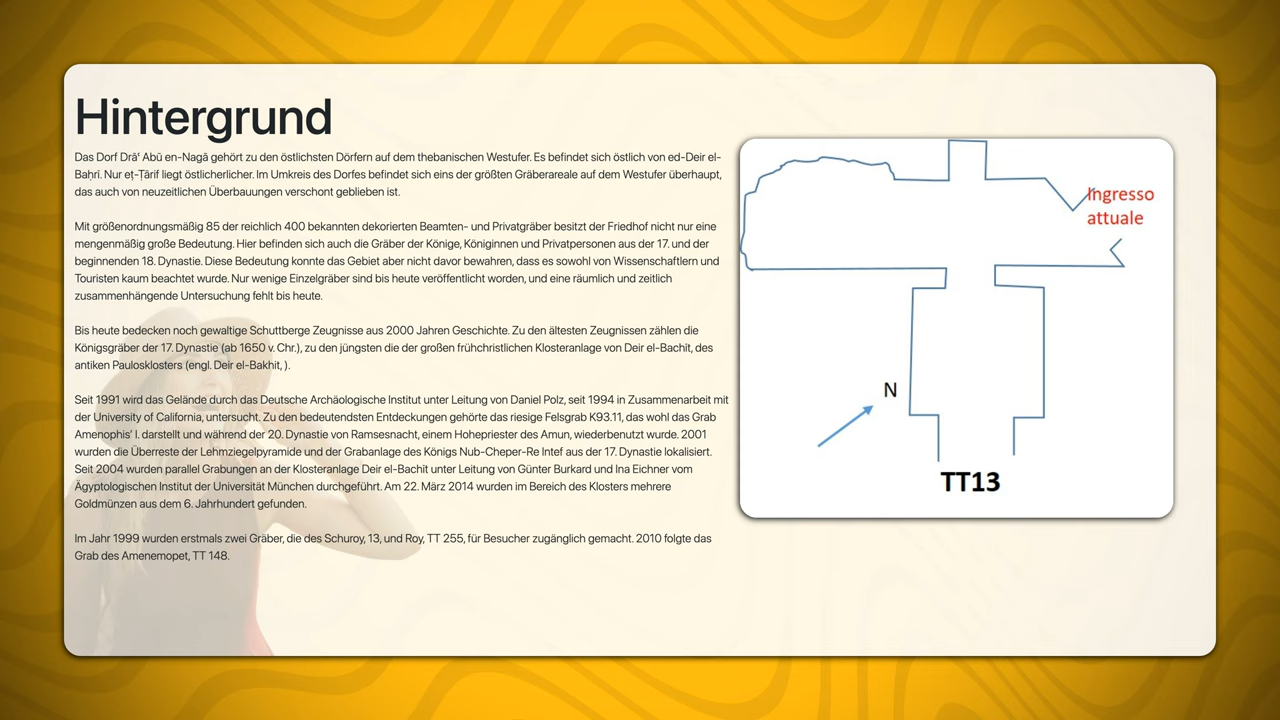 Hintergrund
Das Dorf Drāʿ Abū en-Nagā gehört zu den östlichsten Dörfern auf dem thebanischen Westufer. Es befindet sich östlich von ed-Deir el-
Baḥrī. Nur eṭ-Ṭārif liegt östlicherlicher. Im Umkreis des Dorfes befindet sich eins der größten Gräberareale auf dem Westufer überhaupt,
das auch von neuzeitlichen Überbauungen verschont geblieben ist.
Mit größenordnungsmäßig 85 der reichlich 400 bekannten dekorierten Beamten- und Privatgräber besitzt der Friedhof nicht nur eine
mengenmäßig große Bedeutung. Hier befinden sich auch die Gräber der Könige, Königinnen und Privatpersonen aus der 17. und der
beginnenden 18. Dynastie. Diese Bedeutung konnte das Gebiet aber nicht davor bewahren, dass es sowohl von Wissenschaftlern und
Touristen kaum beachtet wurde. Nur wenige Einzelgräber sind bis heute veröffentlicht worden, und eine räumlich und zeitlich
zusammenhängende Untersuchung fehlt bis heute.
Bis heute bedecken noch gewaltige Schuttberge Zeugnisse aus 2000 Jahren Geschichte. Zu den ältesten Zeugnissen zählen die
Königsgräber der 17. Dynastie (ab 1650 v. Chr.), zu den jüngsten die der großen frühchristlichen Klosteranlage von Deir el-Bachīt, des
antiken Paulosklosters (engl. Deir el-Bakhit, ).
Seit 1991 wird das Gelände durch das Deutsche Archäologische Institut unter Leitung von Daniel Polz, seit 1994 in Zusammenarbeit mit
der University of California, untersucht. Zu den bedeutendsten Entdeckungen gehörte das riesige Felsgrab K93.11, das wohl das Grab
Amenophis’ I. darstellt und während der 20. Dynastie von Ramsesnacht, einem Hohepriester des Amun, wiederbenutzt wurde. 2001
wurden die Überreste der Lehmziegelpyramide und der Grabanlage des Königs Nub-Cheper-Re Intef aus der 17. Dynastie lokalisiert.
Seit 2004 wurden parallel Grabungen an der Klosteranlage Deir el-Bachīt unter Leitung von Günter Burkard und Ina Eichner vom
Ägyptologischen Institut der Universität München durchgeführt. Am 22. März 2014 wurden im Bereich des Klosters mehrere
Goldmünzen aus dem 6. Jahrhundert gefunden.
Im Jahr 1999 wurden erstmals zwei Gräber, die des Schuroy, 13, und Roy, TT 255, für Besucher zugänglich gemacht. 2010 folgte das
Grab des Amenemopet, TT 148.
Ingresso
attuale
N
TT13